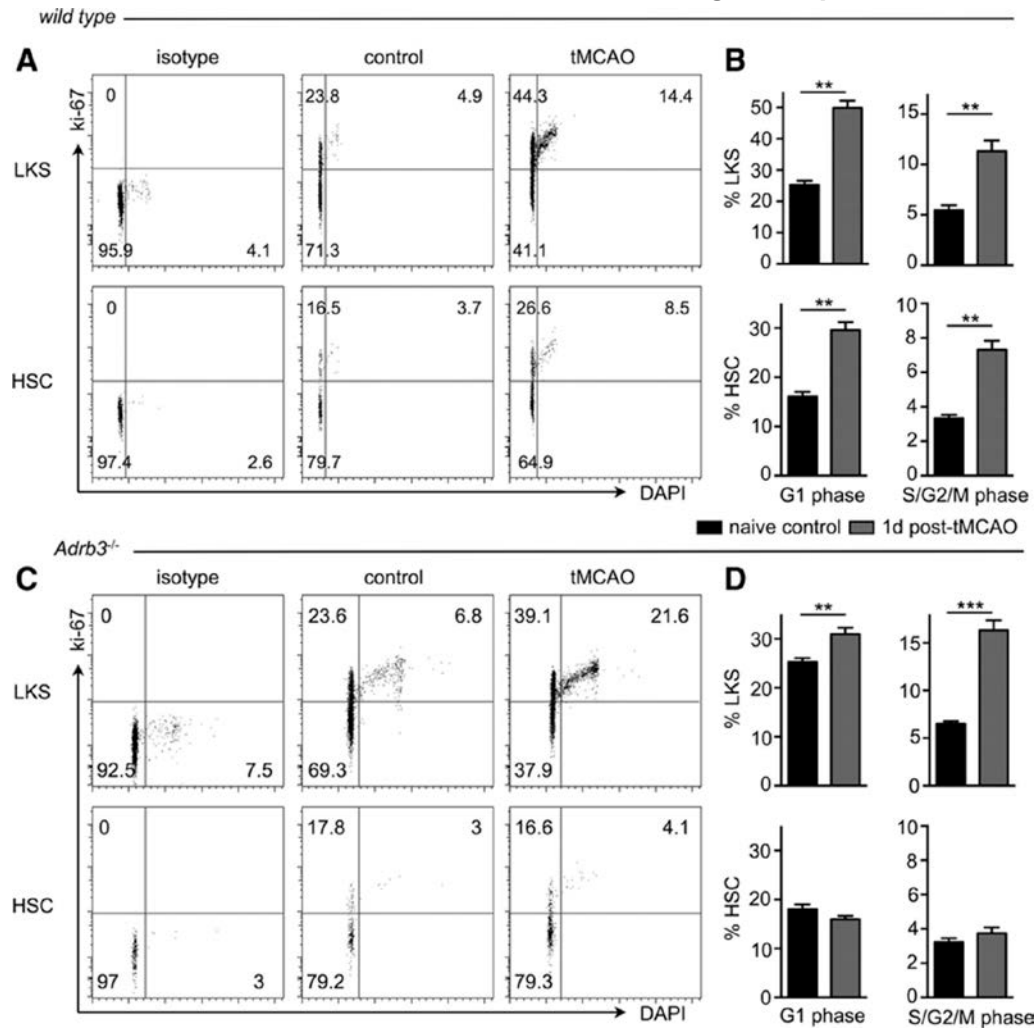 wild type
A
isotype
control
tMCAO
B
ki-67
LKS
0
23.8
4.9
44.3
14.4
95.9
4.1
71.3
41.1
**
50
40
30
20
10
0
% LKS
**
15
10
5
0
HSC
0
16.5
3.7
26.6
8.5
97.4
2.6
79.7
64.9
DAPI
**
30
20
10
0
% HSC
G1 phase
**
8
6
4
2
0
S/G2/M phase
naive control
1d post-tMCAO
Adrb3-/-
C
isotype
control
tMCAO
D
ki-67
LKS
0
23.6
6.8
39.1
21.6
92.5
7.5
69.3
37.9
**
30
20
10
0
% LKS
***
15
10
5
0
HSC
0
17.8
3
16.6
4.1
97
3
79.2
79.3
DAPI
30
20
10
0
% HSC
G1 phase
10
8
6
4
2
0
S/G2/M phase